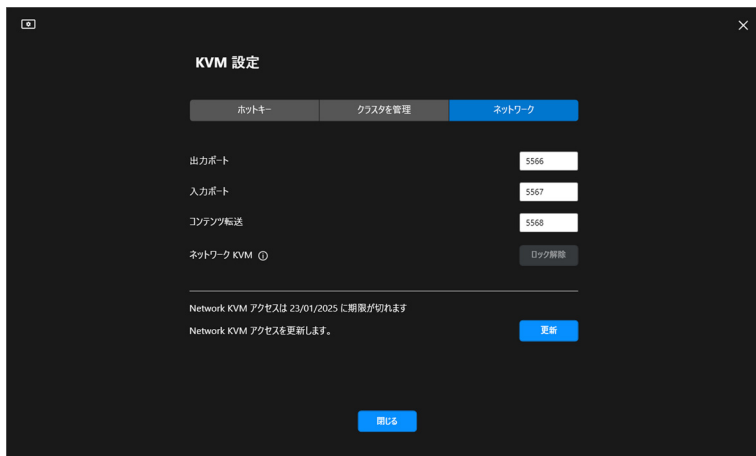 KVM 設定
ホットキー
クラスタを管理
ネットワーク
出力ポート
5566
入力ポート
5567
コンテンツ転送
5568
ネットワーク KVM
ロック解除
Network KVM アクセスは 23/01/2025 に期限が切れます
Network KVM アクセスを更新します。
更新
閉じる